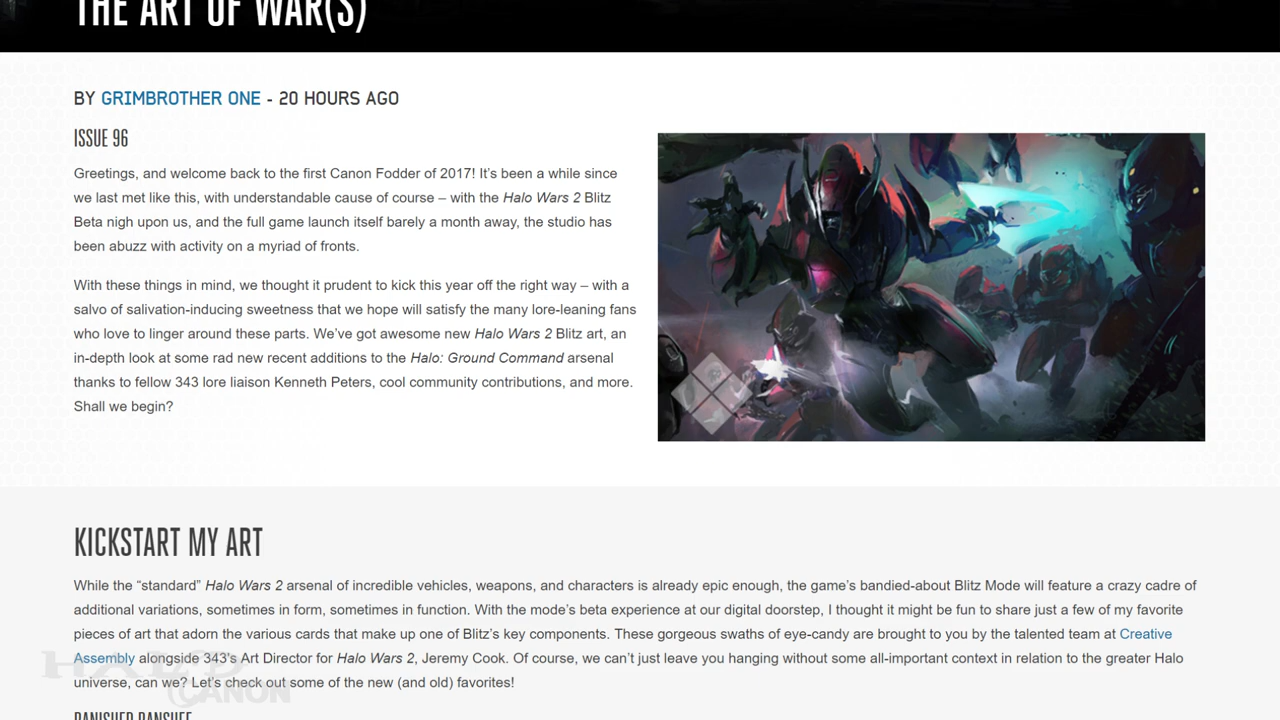 THE ART OF WAR(S)
BY GRIMBROTHER ONE - 20 HOURS AGO
ISSUE 96
Greetings, and welcome back to the first Canon Fodder of 2017! It’s been a while since
we last met like this, with understandable cause of course – with the Halo Wars 2 Blitz
Beta nigh upon us, and the full game launch itself barely a month away, the studio has
been abuzz with activity on a myriad of fronts.
With these things in mind, we thought it prudent to kick this year off the right way – with a
salvo of salivation-inducing sweetness that we hope will satisfy the many lore-leaning fans
who love to linger around these parts. We’ve got awesome new Halo Wars 2 Blitz art, an
in-depth look at some rad new recent additions to the Halo: Ground Command arsenal
thanks to fellow 343 lore liaison Kenneth Peters, cool community contributions, and more.
Shall we begin?
KICKSTART MY ART
While the “standard” Halo Wars 2 arsenal of incredible vehicles, weapons, and characters is already epic enough, the game’s bandied-about Blitz Mode will feature a crazy cadre of
additional variations, sometimes in form, sometimes in function. With the mode’s beta experience at our digital doorstep, I thought it might be fun to share just a few of my favorite
pieces of art that adorn the various cards that make up one of Blitz’s key components. These gorgeous swaths of eye-candy are brought to you by the talented team at Creative
Assembly alongside 343’s Art Director for Halo Wars 2, Jeremy Cook. Of course, we can’t just leave you hanging without some all-important context in relation to the greater Halo
universe, can we? Let’s check out some of the new (and old) favorites!
HALO
CANON
BANISHED BANSHEE